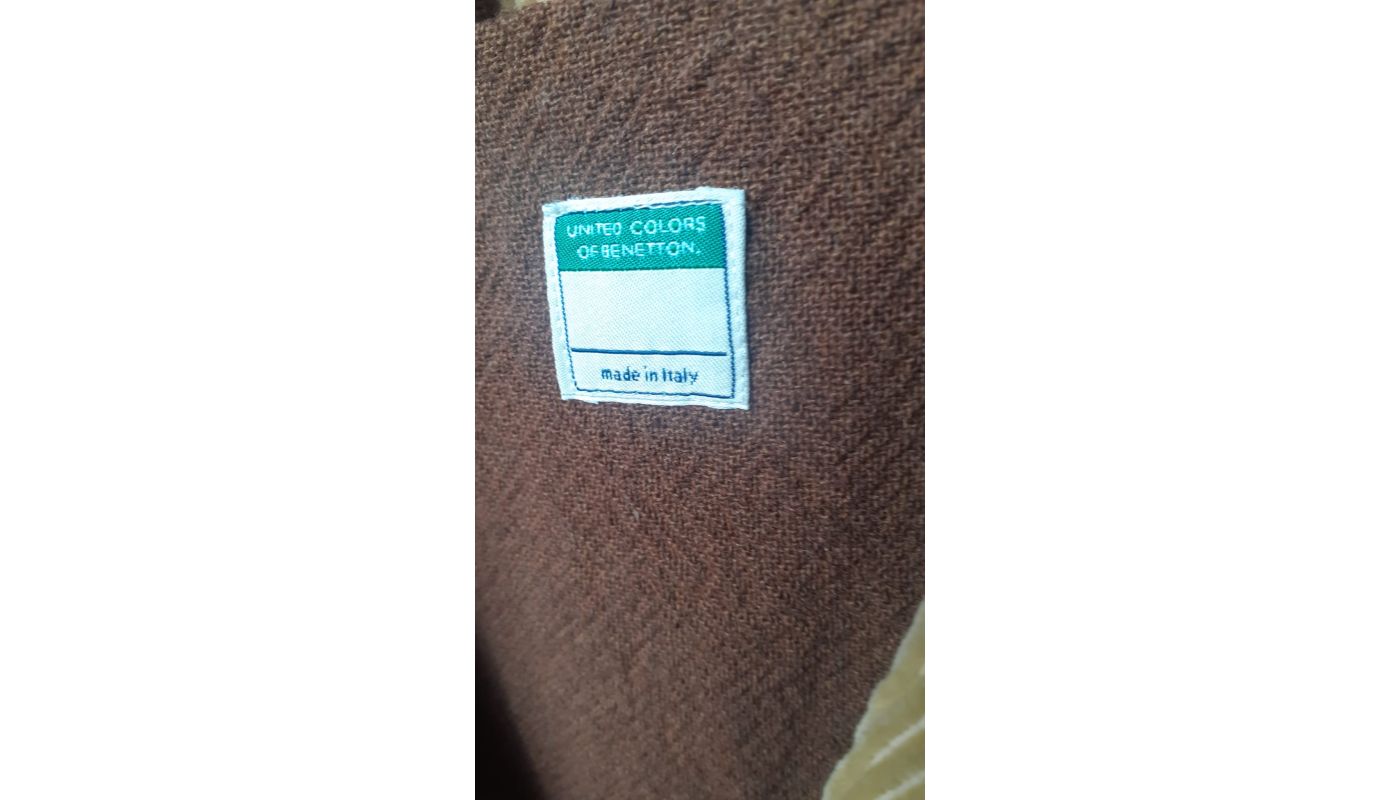 UNITED COLORS
OF BENETTON.
made in Italy